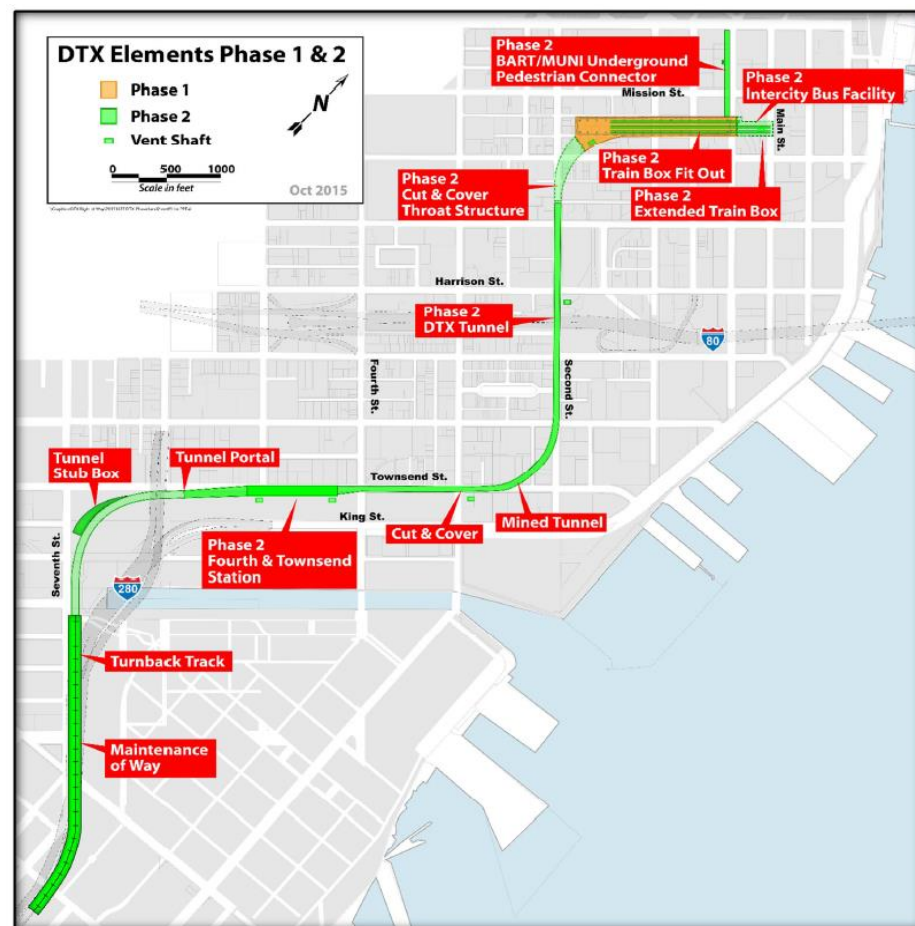 DTX Elements Phase 1 & 2
Phase 1
Phase 2
Vent Shaft
N
0 500 1000
Scale in feet
Oct 2015
Phase 2
BART/MUNI Underground
Pedestrian Connector
Mission St.
Phase 2
Intercity Bus Facility
Main St.
Phase 2
Train Box Fit Out
Phase 2
Extended Train Box
Phase 2
Cut & Cover
Throat Structure
Harrison St.
Phase 2
DTX Tunnel
80
Fourth St.
Second St.
Tunnel
Stub Box
Tunnel Portal
Townsend St.
King St.
Cut & Cover
Mined Tunnel
Phase 2
Fourth & Townsend
Station
Seventh St.
280
Turnback Track
Maintenance
of Way